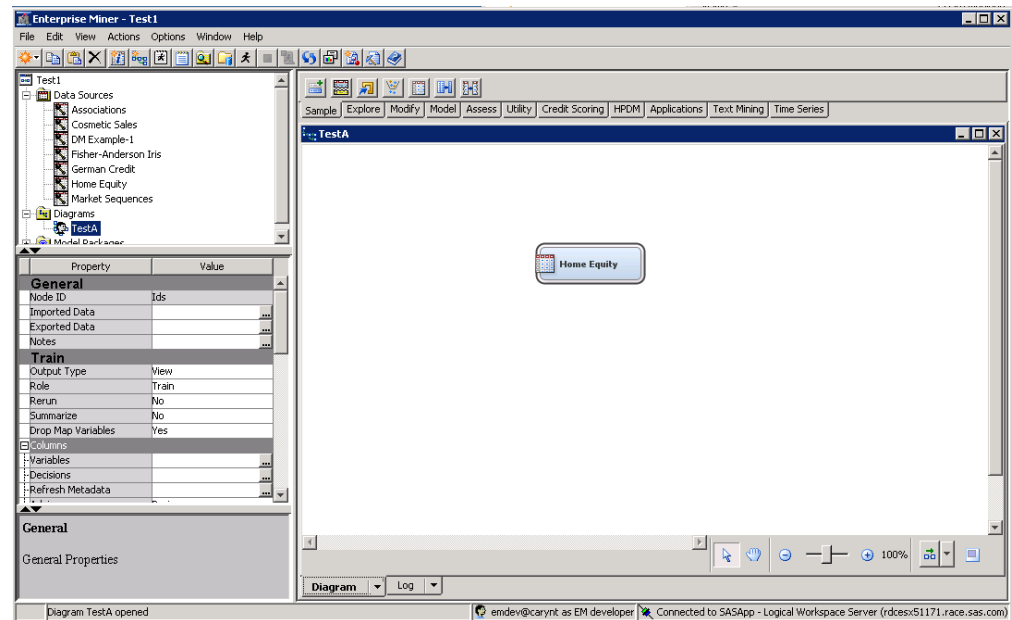 Enterprise Miner - Test1
File Edit View Actions Options Window Help
Test1
Data Sources
Associations
Cosmetic Sales
DM Example-1
Fisher-Anderson Iris
German Credit
Home Equity
Market Sequences
Diagrams
TestA
Model Packages
Sample Explore Modify Model Assess Utility Credit Scoring HPDM Applications Text Mining Time Series
TestA
Home Equity
Property Value
General
Node ID Ids
Imported Data ...
Exported Data ...
Notes ...
Train
Output Type View
Role Train
Rerun No
Summarize No
Drop Map Variables Yes
Columns
Variables ...
Decisions ...
Refresh Metadata ...
General
General Properties
100%
Diagram Log
Diagram TestA opened
emdev@carynt as EM developer Connected to SASApp - Logical Workspace Server (rdcesx51171.race.sas.com)